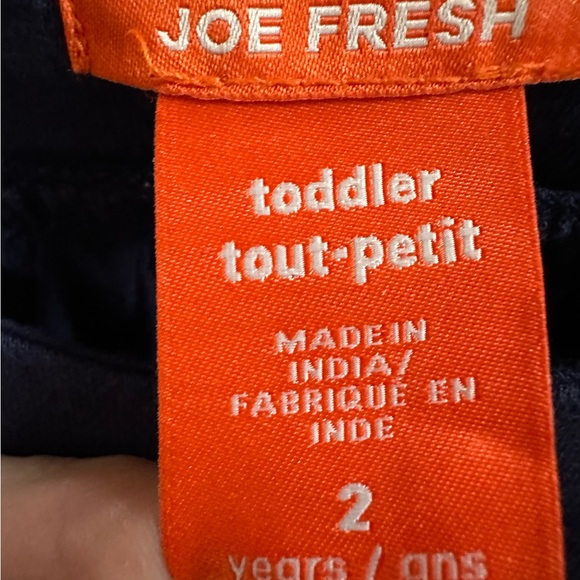 JOE FRESH
toddler
tout-petit
MADE IN
INDIA/
FABRIQUÉ EN
INDE
2
years / ans